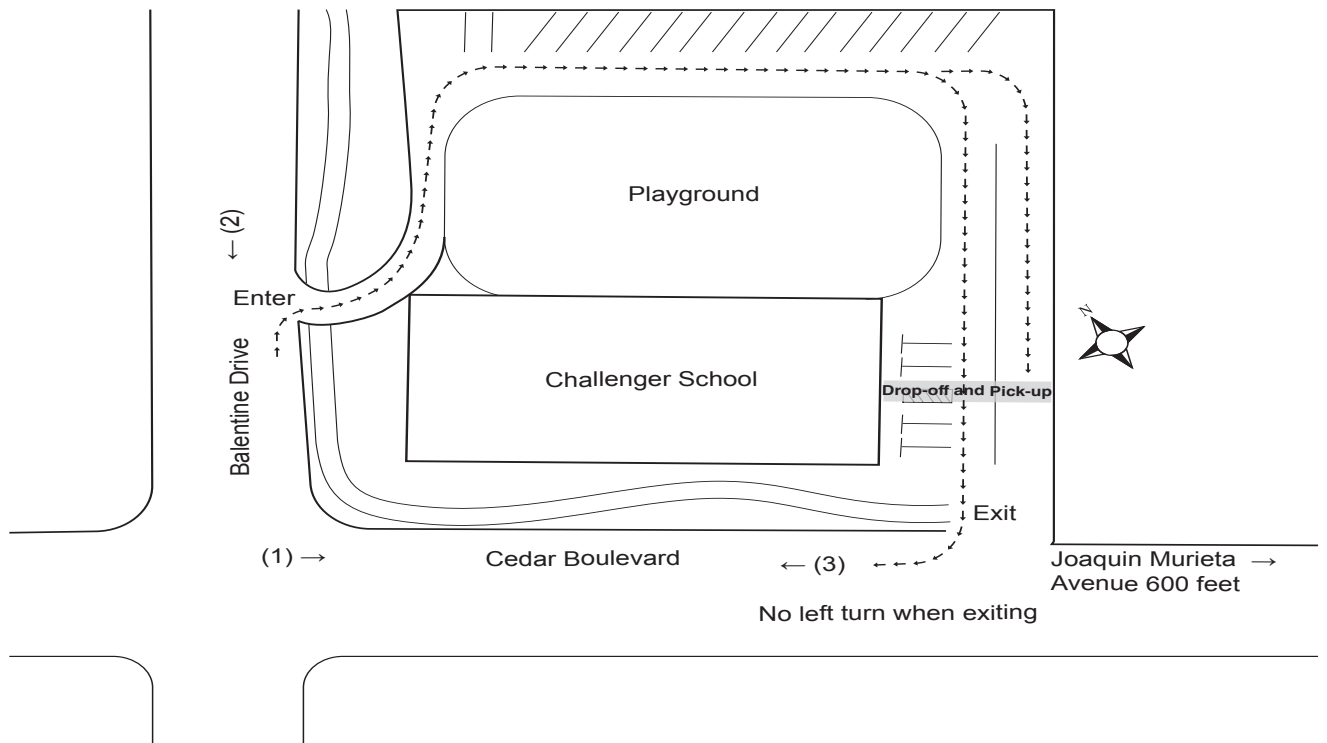 N
Playground
← (2)
Enter
Balentine Drive
Challenger School
Drop-off and Pick-up
Exit
(1) →
Cedar Boulevard
← (3)
Joaquin Murieta →
Avenue 600 feet
No left turn when exiting